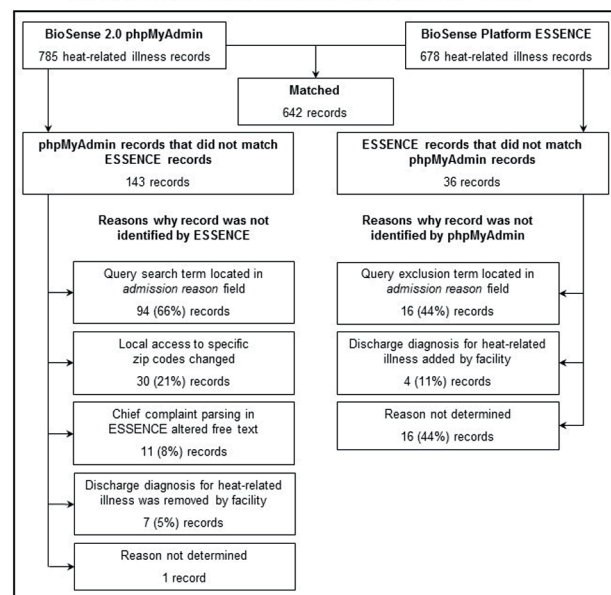 BioSense 2.0 phpMyAdmin
785 heat-related illness records
BioSense Platform ESSENCE
678 heat-related illness records
Matched
642 records
phpMyAdmin records that did not match
ESSENCE records
143 records
ESSENCE records that did not match
phpMyAdmin records
36 records
Reasons why record was not
identified by ESSENCE
Query search term located in
admission reason field
94 (66%) records
Local access to specific
zip codes changed
30 (21%) records
Chief complaint parsing in
ESSENCE altered free text
11 (8%) records
Discharge diagnosis for heat-related
illness was removed by facility
7 (5%) records
Reason not determined
1 record
Reasons why record was not
identified by phpMyAdmin
Query exclusion term located in
admission reason field
16 (44%) records
Discharge diagnosis for heat-related
illness added by facility
4 (11%) records
Reason not determined
16 (44%) records